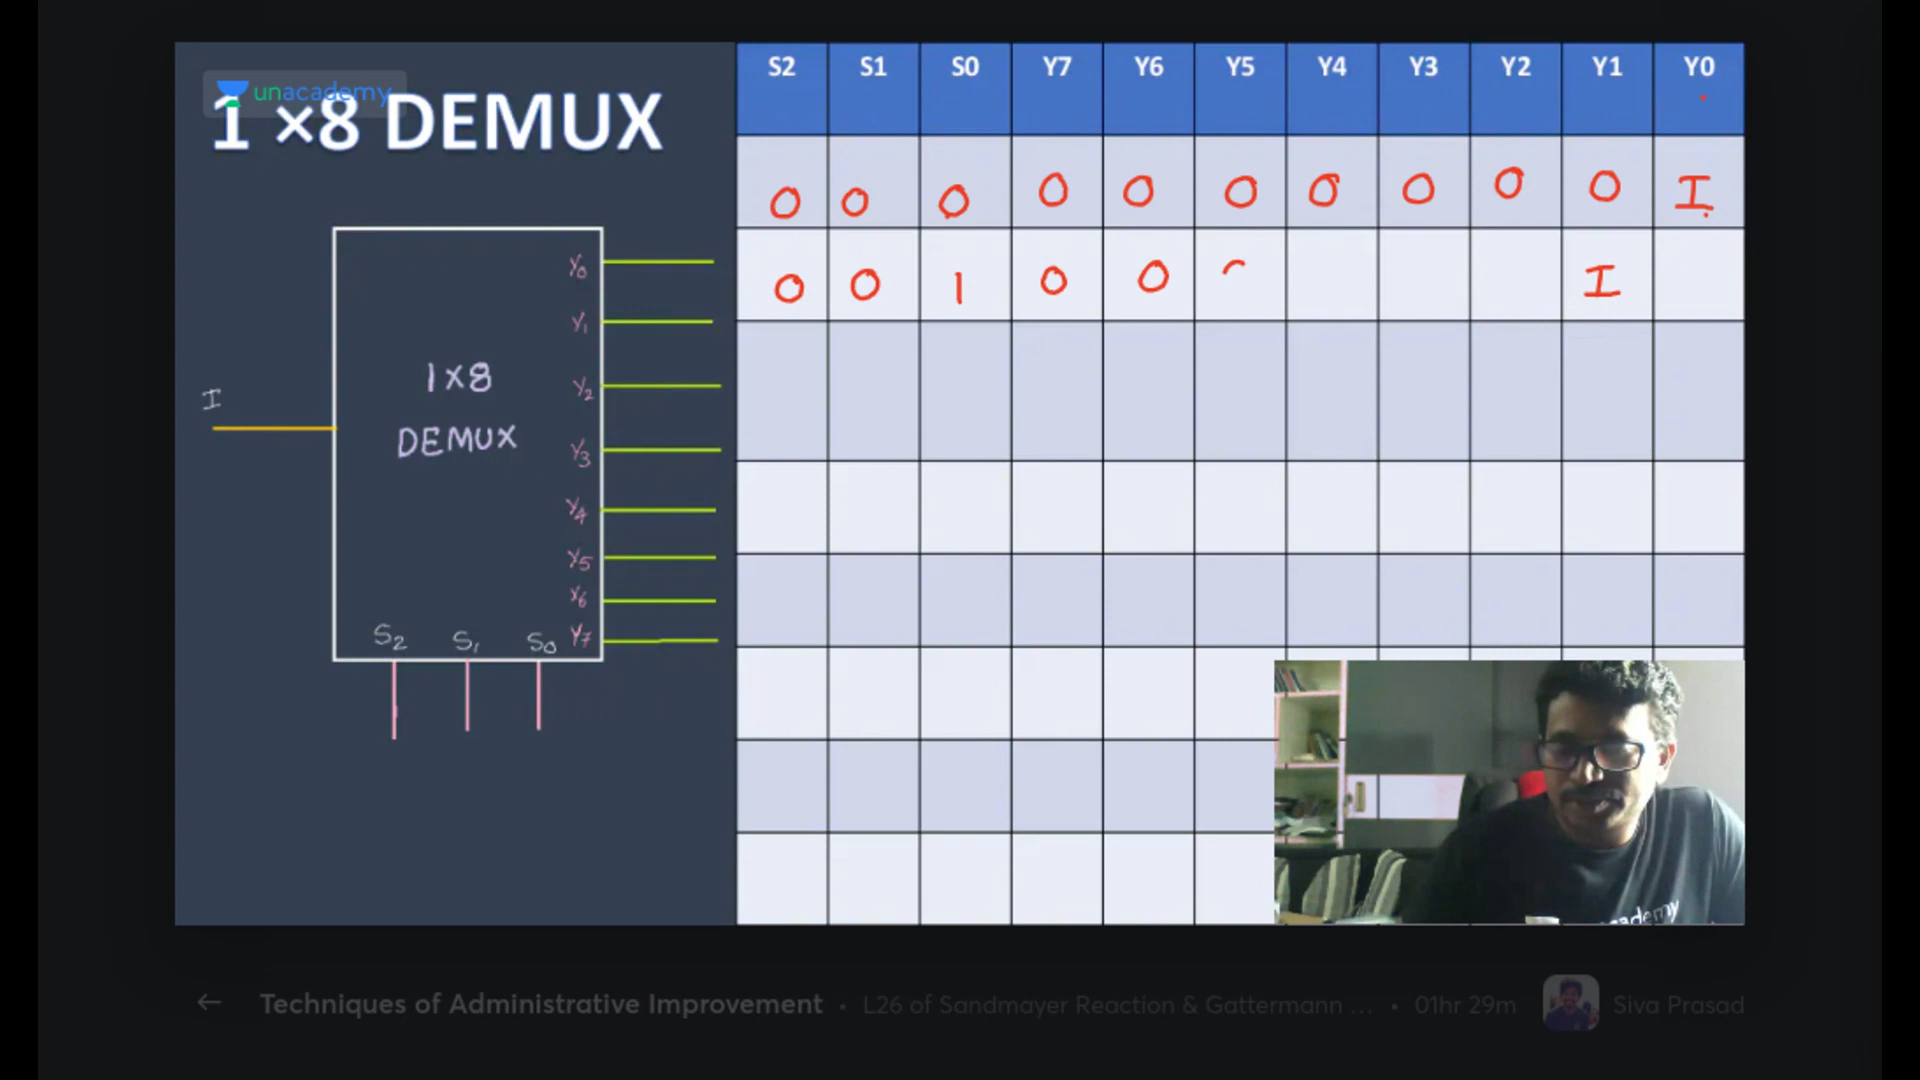 unacademy
1 ×8 DEMUX
S2 S1 S0 Y7 Y6 Y5 Y4 Y3 Y2 Y1 Y0
0 0 0 0 0 0 0 0 0 0 I
0 0 1 0 0 I
I
1X8
DEMUX
Y0
Y1
Y2
Y3
Y4
Y5
Y6
Y7
S2 S1 S0
academy
← Techniques of Administrative Improvement • L26 of Sandmayer Reaction & Gattermann ... • 01hr 29m Siva Prasad